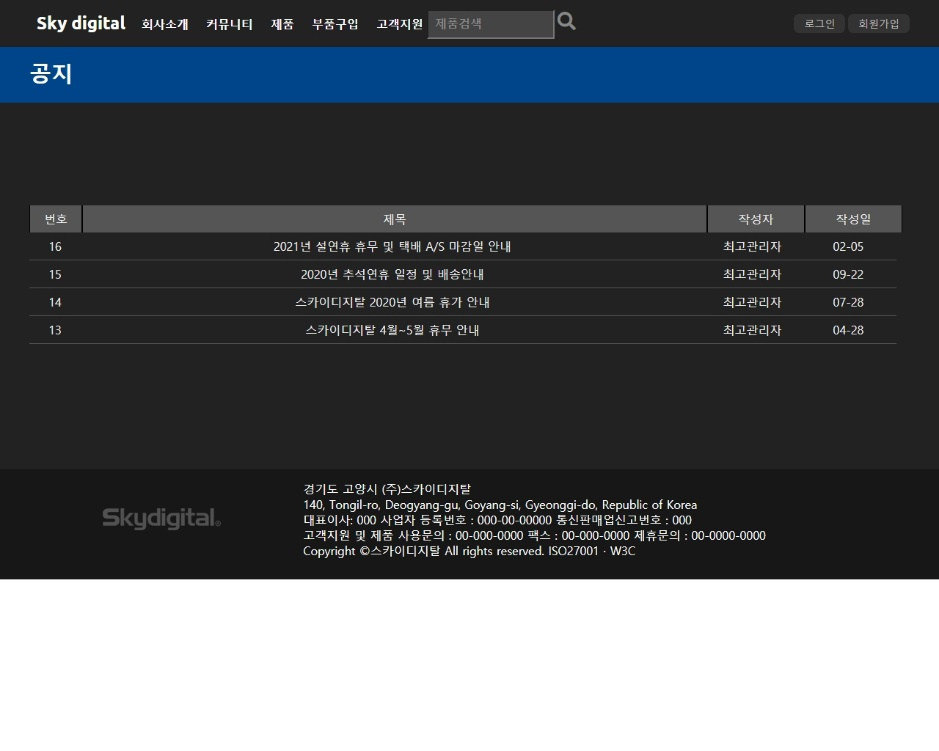 Sky digital 회사소개 커뮤니티 제품 부품구입 고객지원 제품검색 로그인 회원가입
공지
번호 제목 작성자 작성일
16 2021년 설연휴 휴무 및 택배 A/S 마감일 안내 최고관리자 02-05
15 2020년 추석연휴 일정 및 배송안내 최고관리자 09-22
14 스카이디지탈 2020년 여름 휴가 안내 최고관리자 07-28
13 스카이디지탈 4월~5월 휴무 안내 최고관리자 04-28
Skydigital®
경기도 고양시 (주)스카이디지탈
140, Tongil-ro, Deogyang-gu, Goyang-si, Gyeonggi-do, Republic of Korea
대표이사: 000 사업자 등록번호 : 000-00-00000 통신판매업신고번호 : 000
고객지원 및 제품 사용문의 : 00-000-0000 팩스 : 00-000-0000 제휴문의 : 00-0000-0000
Copyright ©스카이디지탈 All rights reserved. ISO27001 · W3C